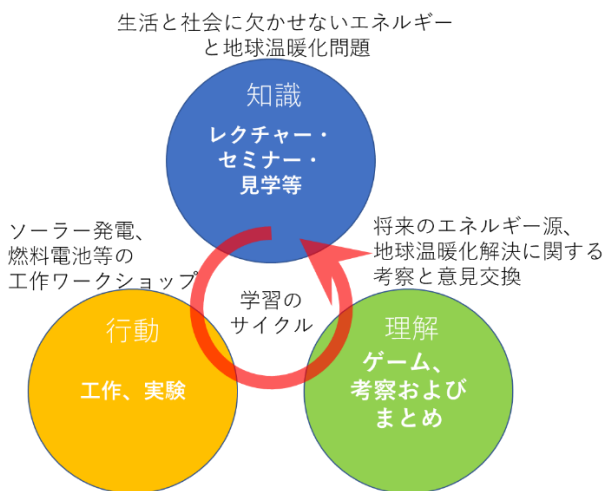 生活と社会に欠かせないエネルギー
と地球温暖化問題
知識
レクチャー・
セミナー・
見学等
ソーラー発電、
燃料電池等の
工作ワークショップ
将来のエネルギー源、
地球温暖化解決に関する
考察と意見交換
学習の
サイクル
行動
工作、実験
理解
ゲーム、
考察および
まとめ